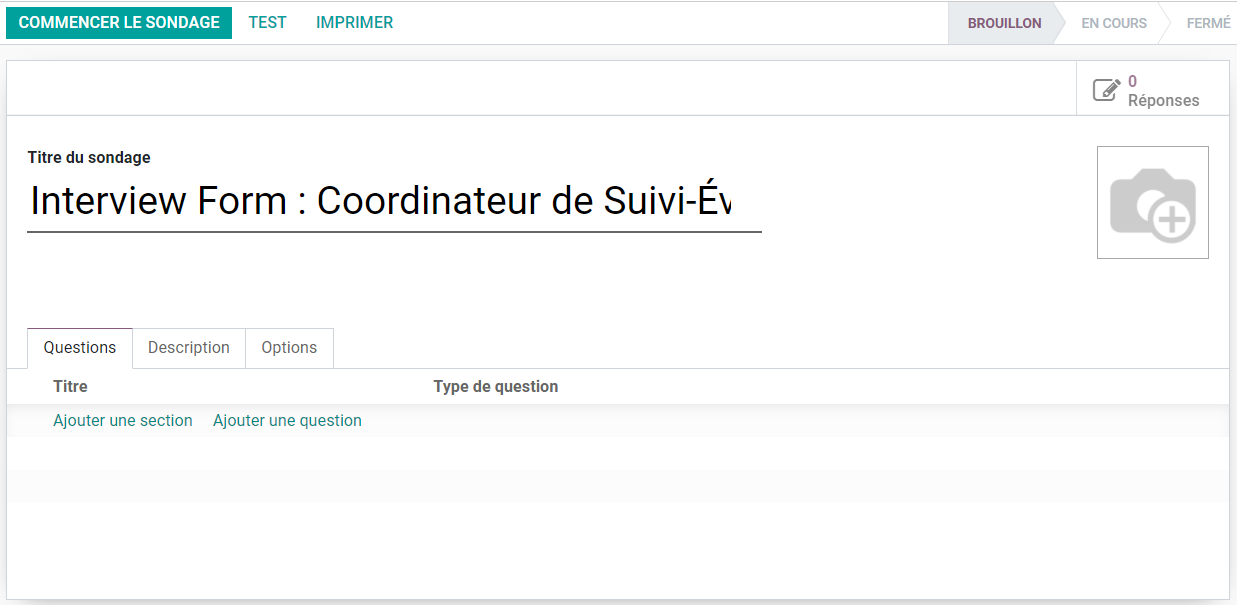 COMMENCER LE SONDAGE TEST IMPRIMER BROUILLON EN COURS FERMÉ
0
Réponses
Titre du sondage
Interview Form : Coordinateur de Suivi-Év
Questions Description Options
Titre Type de question
Ajouter une section Ajouter une question